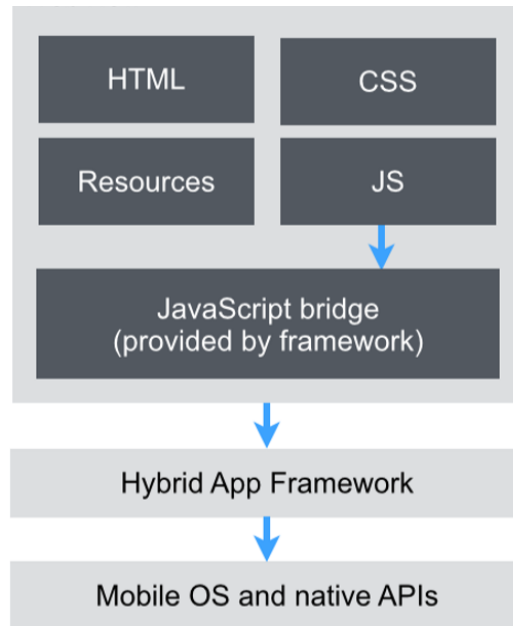 HTML
CSS
Resources
JS
JavaScript bridge
(provided by framework)
Hybrid App Framework
Mobile OS and native APIs